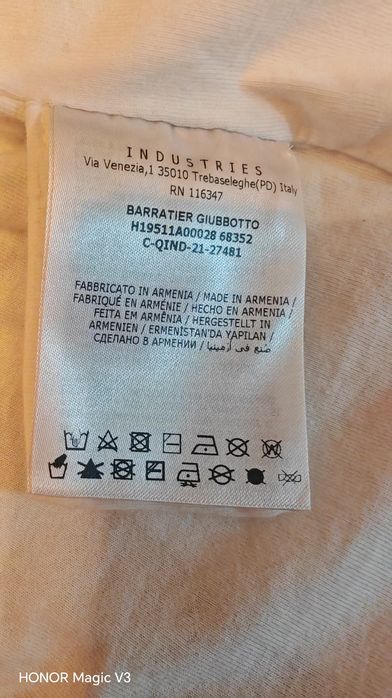 INDUSTRIES
Via Venezia,1 35010 Trebaseleghe(PD) Italy
RN 116347
BARRATIER GIUBBOTTO
H19511A00028 68352
C-QIND-21-27481
FABBRICATO IN ARMENIA / MADE IN ARMENIA /
FABRIQUÉ EN ARMÉNIE / HECHO EN ARMENIA /
FEITA EM ARMÊNIA / HERGESTELLT IN
ARMENIEN / ERMENİSTAN'DA YAPILAN /
СДЕЛАНО В АРМЕНИИ / صنع في أرمينيا
HONOR Magic V3